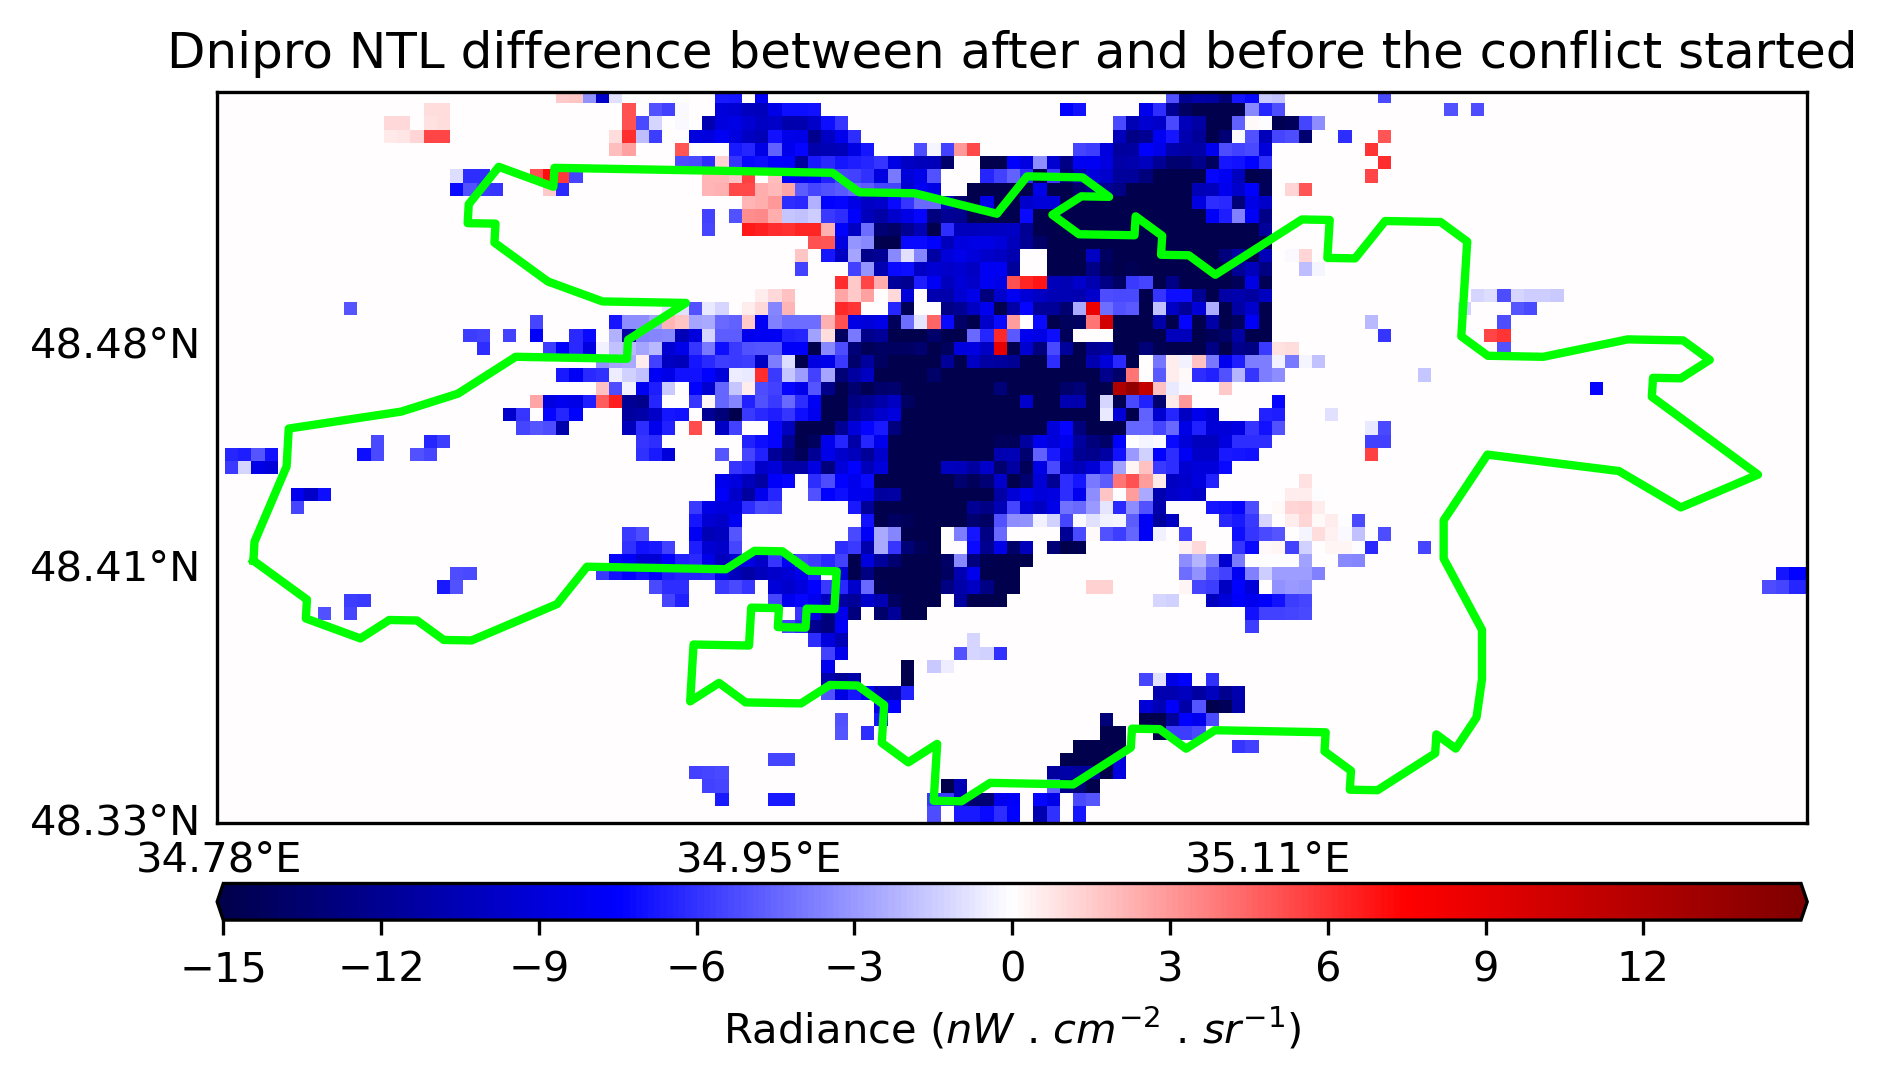 Dnipro NTL difference between after and before the conflict started
48.48°N
48.41°N
48.33°N
34.78°E 34.95°E 35.11°E
−15 −12 −9 −6 −3 0 3 6 9 12
Radiance (nW . cm⁻² . sr⁻¹)